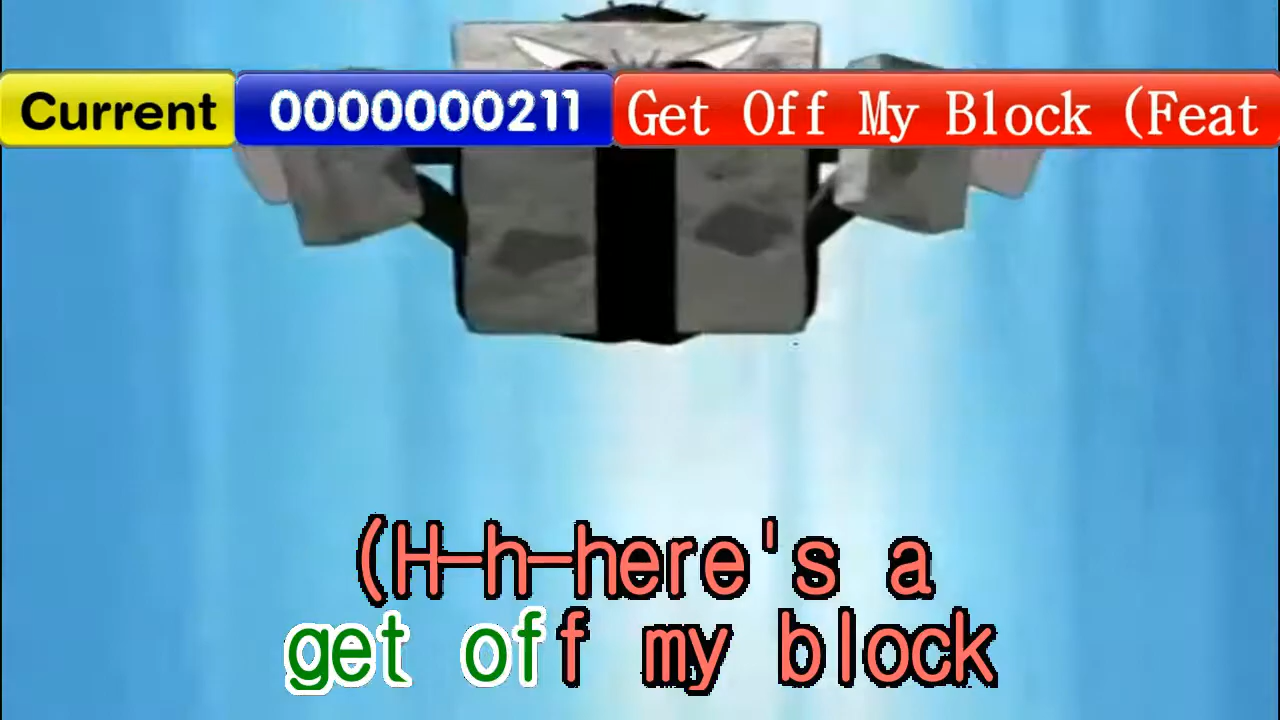 Current 0000000211 Get Off My Block (Feat
(H-h-here's a
get off my block